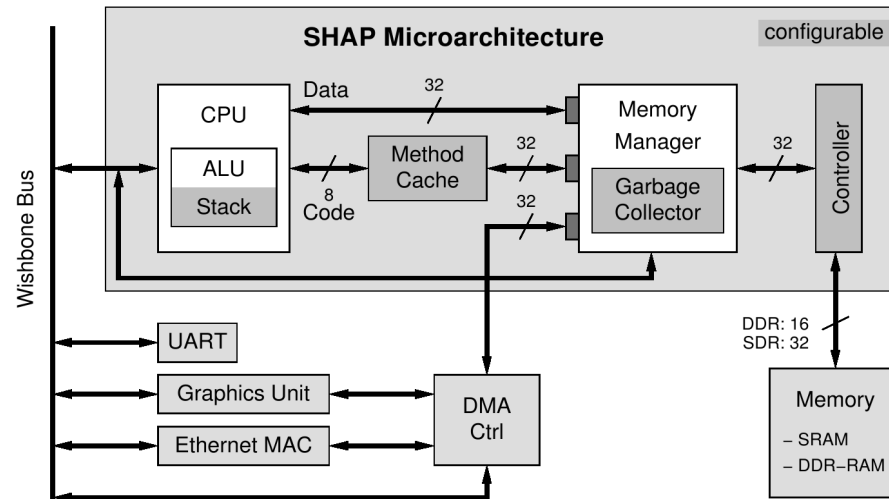 SHAP Microarchitecture
configurable
Data
32
CPU
Memory
Manager
ALU
Stack
8
Code
Method
Cache
32
32
Garbage
Collector
32
Controller
Wishbone Bus
DDR: 16
SDR: 32
UART
Graphics Unit
Ethernet MAC
DMA
Ctrl
Memory
– SRAM
– DDR–RAM